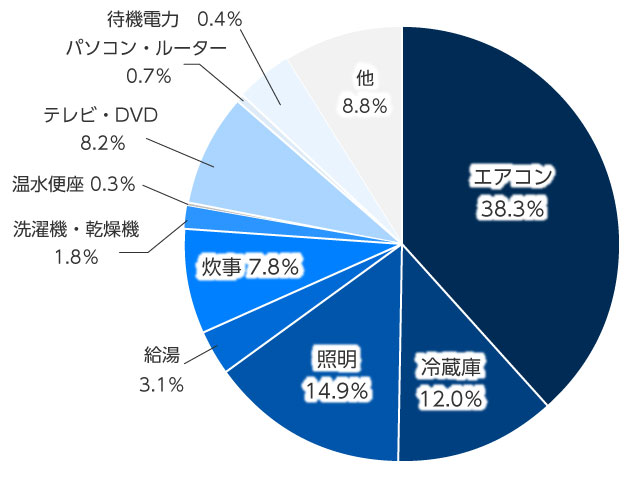 待機電力 0.4%
パソコン・ルーター
0.7%
テレビ・DVD
8.2%
温水便座 0.3%
洗濯機・乾燥機
1.8%
炊事 7.8%
給湯
3.1%
照明
14.9%
冷蔵庫
12.0%
エアコン
38.3%
他
8.8%